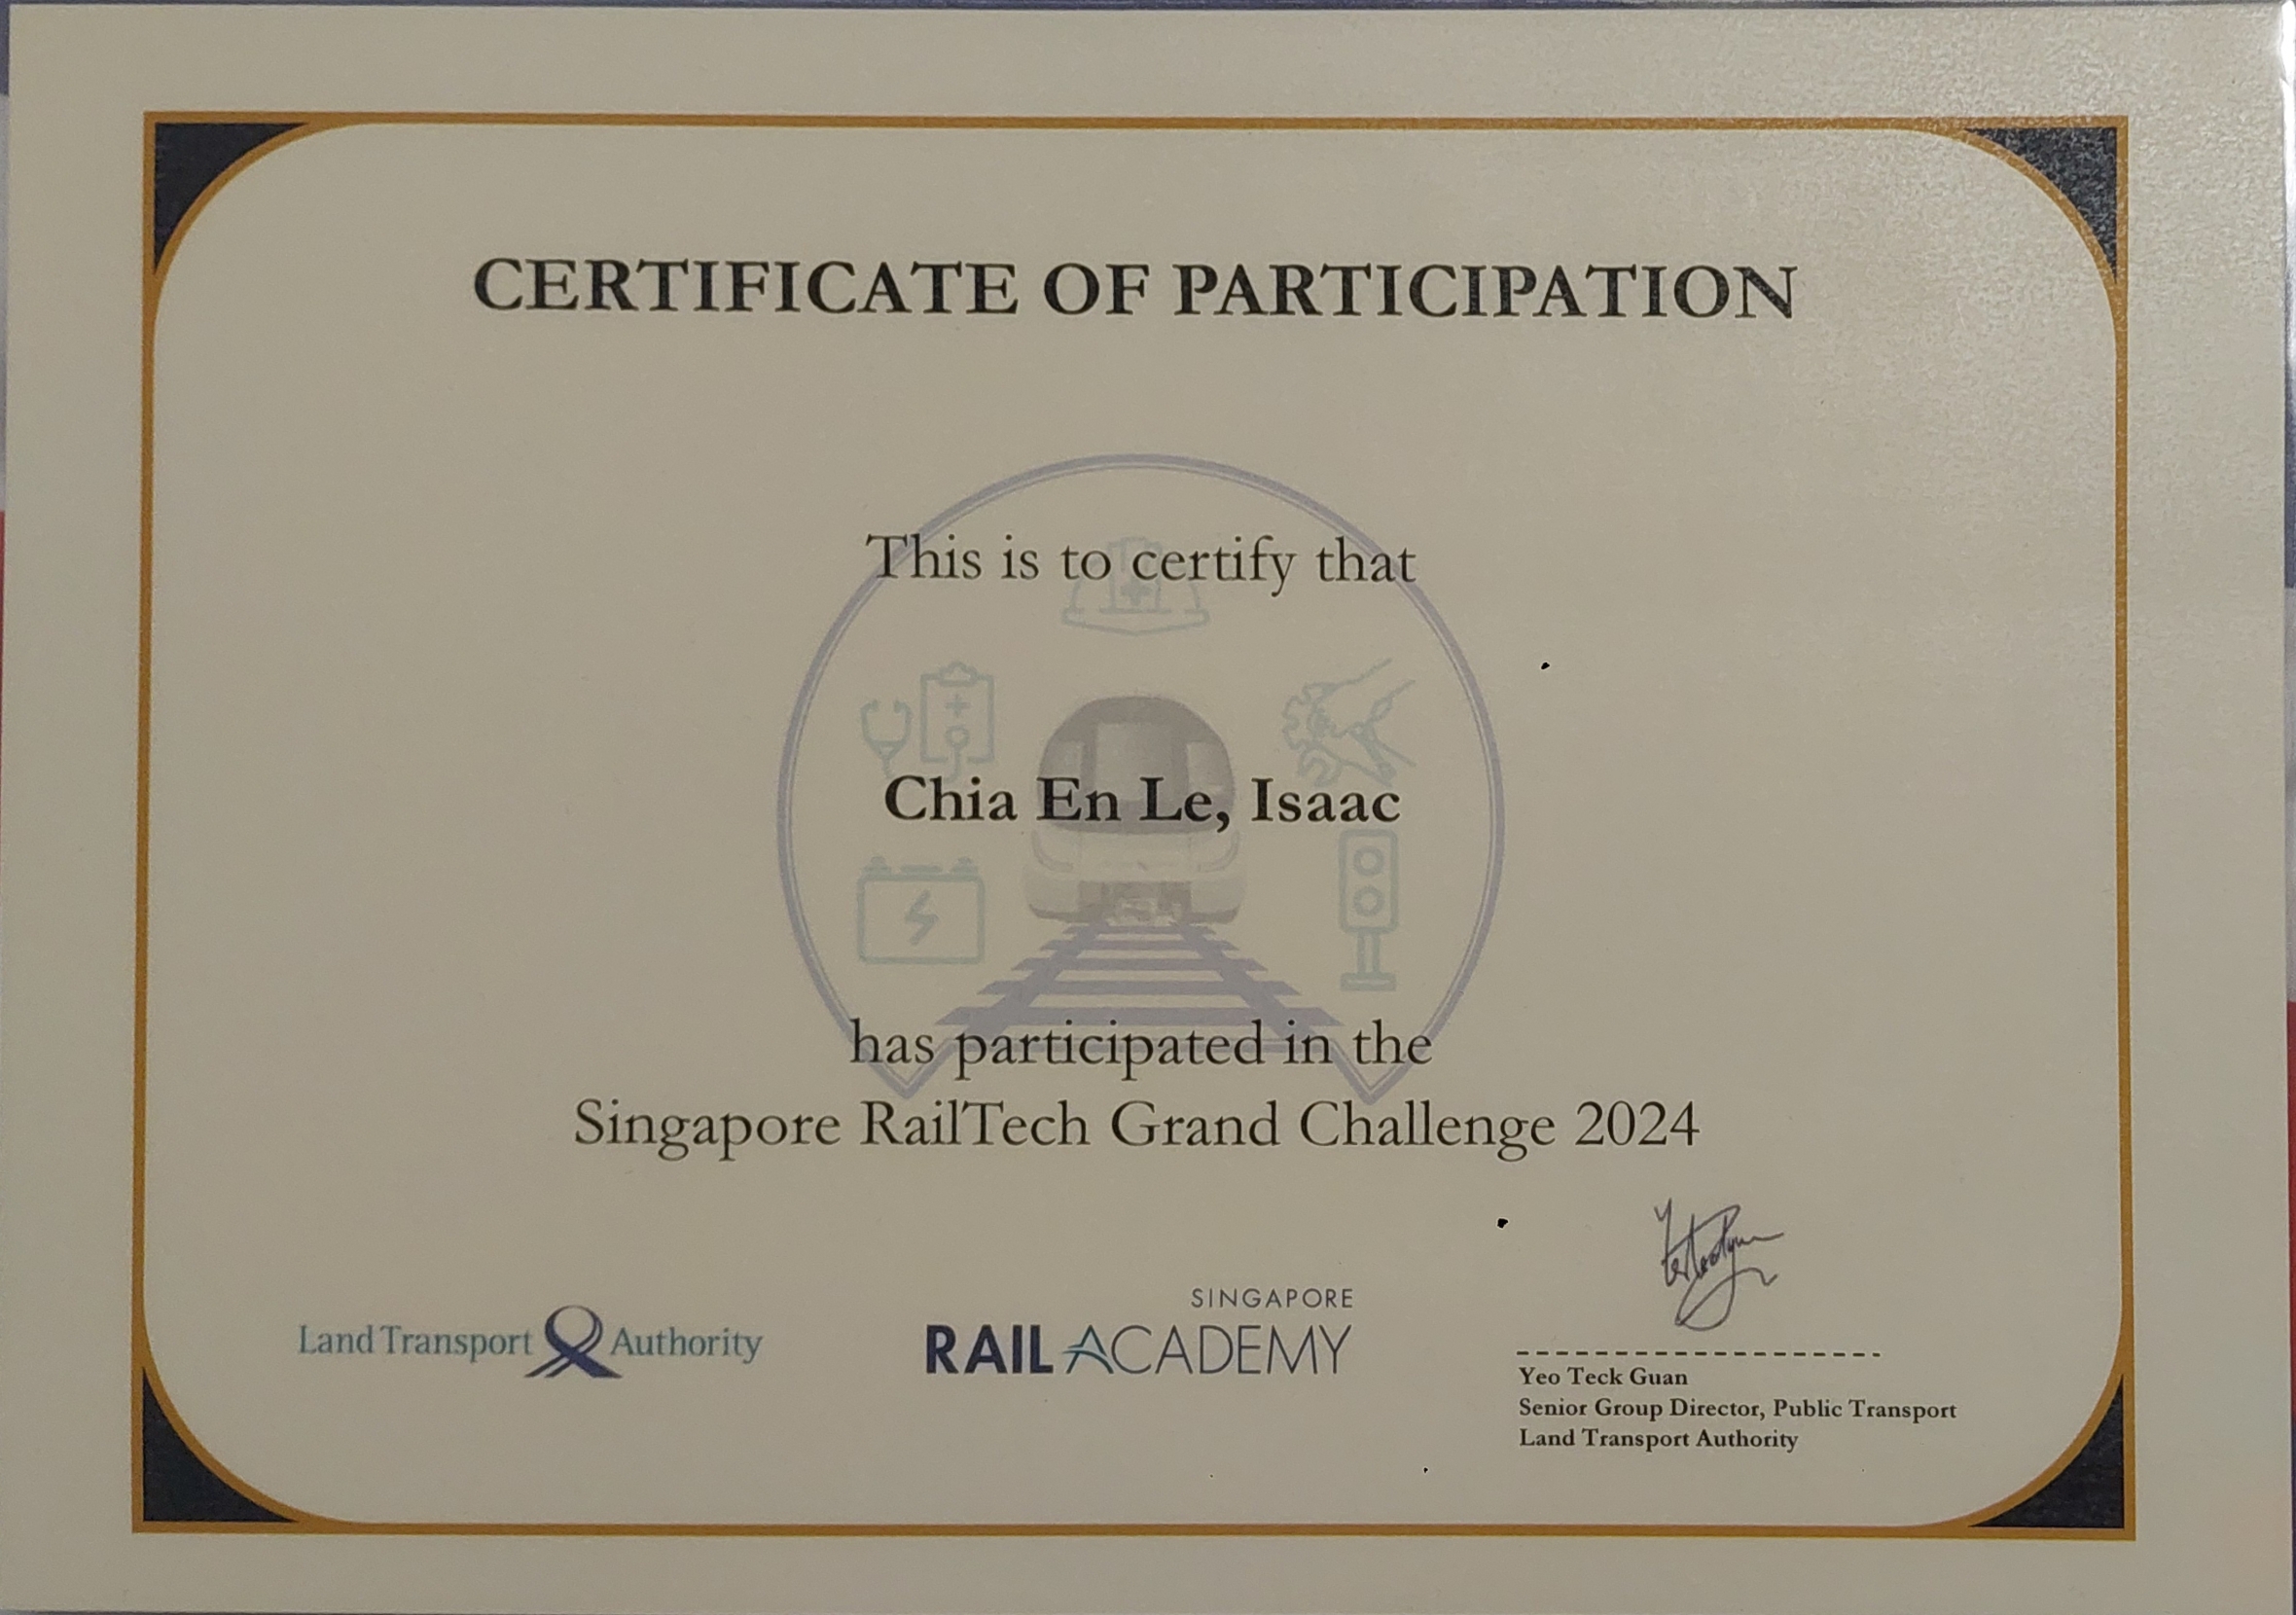 CERTIFICATE OF PARTICIPATION
This is to certify that
Chia En Le, Isaac
has participated in the
Singapore RailTech Grand Challenge 2024
Land Transport Authority
SINGAPORE
RAIL ACADEMY
Yeo Teck Guan
Senior Group Director, Public Transport
Land Transport Authority